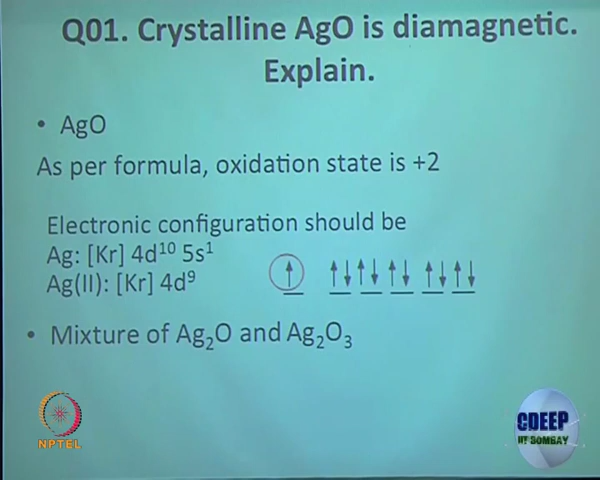 Q01. Crystalline AgO is diamagnetic.
Explain.
• AgO
As per formula, oxidation state is +2
Electronic configuration should be
Ag: [Kr] 4d¹⁰ 5s¹
Ag(II): [Kr] 4d⁹
• Mixture of Ag₂O and Ag₂O₃
NPTEL
CDEEP
IIT BOMBAY